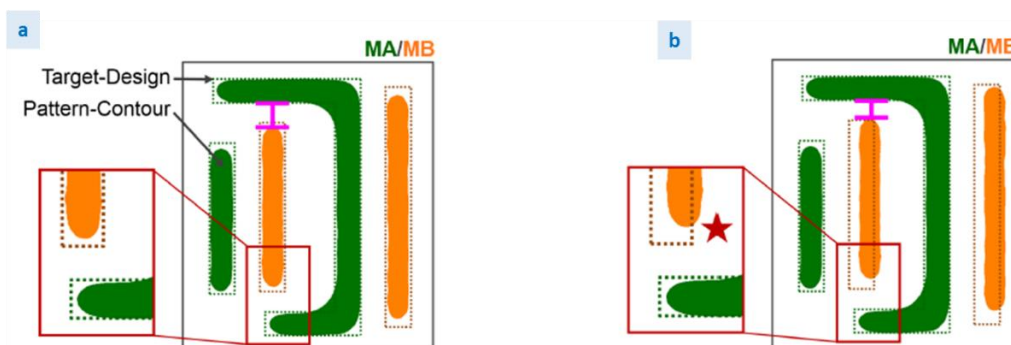 a
MA/MB
Target-Design
Pattern-Contour
b
MA/MB